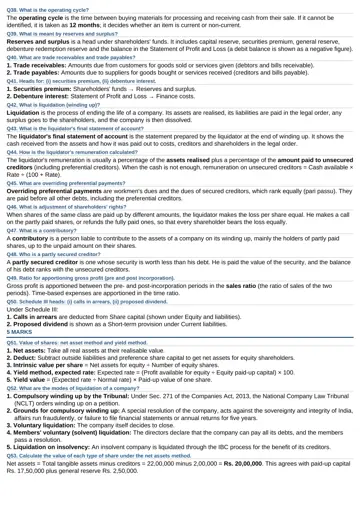 Q38. What is the operating cycle?
The operating cycle is the time between buying materials for processing and receiving cash from their sale. If it cannot be
identified, it is taken as 12 months; it decides whether an item is current or non-current.
Q39. What is meant by reserves and surplus?
Reserves and surplus is a head under shareholders' funds. It includes capital reserve, securities premium, general reserve,
debenture redemption reserve and the balance in the Statement of Profit and Loss (a debit balance is shown as a negative figure).
Q40. What are trade receivables and trade payables?
1. Trade receivables: Amounts due from customers for goods sold or services given (debtors and bills receivable).
2. Trade payables: Amounts due to suppliers for goods bought or services received (creditors and bills payable).
Q41. Heads for: (i) securities premium, (ii) debenture interest.
1. Securities premium: Shareholders' funds → Reserves and surplus.
2. Debenture interest: Statement of Profit and Loss → Finance costs.
Q42. What is liquidation (winding up)?
Liquidation is the process of ending the life of a company. Its assets are realised, its liabilities are paid in the legal order, any
surplus goes to the shareholders, and the company is then dissolved.
Q43. What is the liquidator's final statement of account?
The liquidator's final statement of account is the statement prepared by the liquidator at the end of winding up. It shows the
cash received from the assets and how it was paid out to costs, creditors and shareholders in the legal order.
Q44. How is the liquidator's remuneration calculated?
The liquidator's remuneration is usually a percentage of the assets realised plus a percentage of the amount paid to unsecured
creditors (including preferential creditors). When the cash is not enough, remuneration on unsecured creditors = Cash available ×
Rate ÷ (100 + Rate).
Q45. What are overriding preferential payments?
Overriding preferential payments are workmen's dues and the dues of secured creditors, which rank equally (pari passu). They
are paid before all other debts, including the preferential creditors.
Q46. What is adjustment of shareholders' rights?
When shares of the same class are paid up by different amounts, the liquidator makes the loss per share equal. He makes a call
on the partly paid shares, or refunds the fully paid ones, so that every shareholder bears the loss equally.
Q47. What is a contributory?
A contributory is a person liable to contribute to the assets of a company on its winding up, mainly the holders of partly paid
shares, up to the unpaid amount on their shares.
Q48. Who is a partly secured creditor?
A partly secured creditor is one whose security is worth less than his debt. He is paid the value of the security, and the balance
of his debt ranks with the unsecured creditors.
Q49. Ratio for apportioning gross profit (pre and post incorporation).
Gross profit is apportioned between the pre- and post-incorporation periods in the sales ratio (the ratio of sales of the two
periods). Time-based expenses are apportioned in the time ratio.
Q50. Schedule III heads: (i) calls in arrears, (ii) proposed dividend.
Under Schedule III:
1. Calls in arrears are deducted from Share capital (shown under Equity and liabilities).
2. Proposed dividend is shown as a Short-term provision under Current liabilities.
5 MARKS
Q51. Value of shares: net asset method and yield method.
1. Net assets: Take all real assets at their realisable value.
2. Deduct: Subtract outside liabilities and preference share capital to get net assets for equity shareholders.
3. Intrinsic value per share = Net assets for equity ÷ Number of equity shares.
4. Yield method, expected rate: Expected rate = (Profit available for equity ÷ Equity paid-up capital) × 100.
5. Yield value = (Expected rate ÷ Normal rate) × Paid-up value of one share.
Q52. What are the modes of liquidation of a company?
1. Compulsory winding up by the Tribunal: Under Sec. 271 of the Companies Act, 2013, the National Company Law Tribunal
(NCLT) orders winding up on a petition.
2. Grounds for compulsory winding up: A special resolution of the company, acts against the sovereignty and integrity of India,
affairs run fraudulently, or failure to file financial statements or annual returns for five years.
3. Voluntary liquidation: The company itself decides to close.
4. Members' voluntary (solvent) liquidation: The directors declare that the company can pay all its debts, and the members
pass a resolution.
5. Liquidation on insolvency: An insolvent company is liquidated through the IBC process for the benefit of its creditors.
Q53. Calculate the value of each type of share under the net assets method.
Net assets = Total tangible assets minus creditors = 22,00,000 minus 2,00,000 = Rs. 20,00,000. This agrees with paid-up capital
Rs. 17,50,000 plus general reserve Rs. 2,50,000.